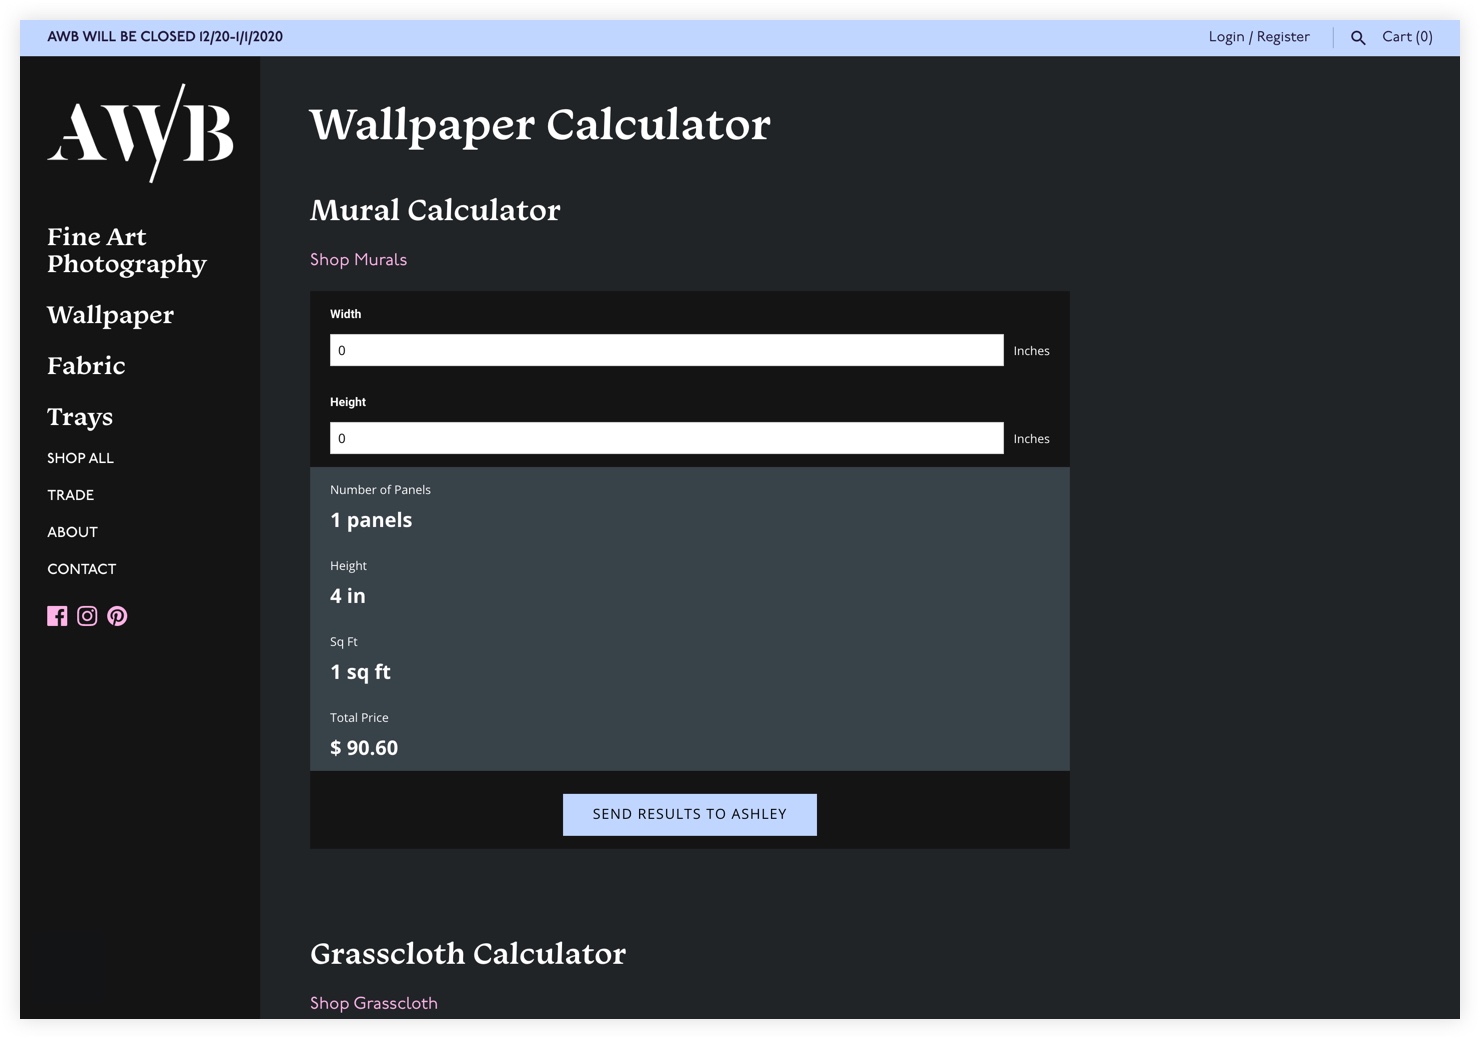 AWB WILL BE CLOSED 12/20-1/1/2020
Login / Register
Cart (0)
AWB
Fine Art
Photography
Wallpaper
Fabric
Trays
SHOP ALL
TRADE
ABOUT
CONTACT
Wallpaper Calculator
Mural Calculator
Shop Murals
Width
0 Inches
Height
0 Inches
Number of Panels
1 panels
Height
4 in
Sq Ft
1 sq ft
Total Price
$ 90.60
SEND RESULTS TO ASHLEY
Grasscloth Calculator
Shop Grasscloth